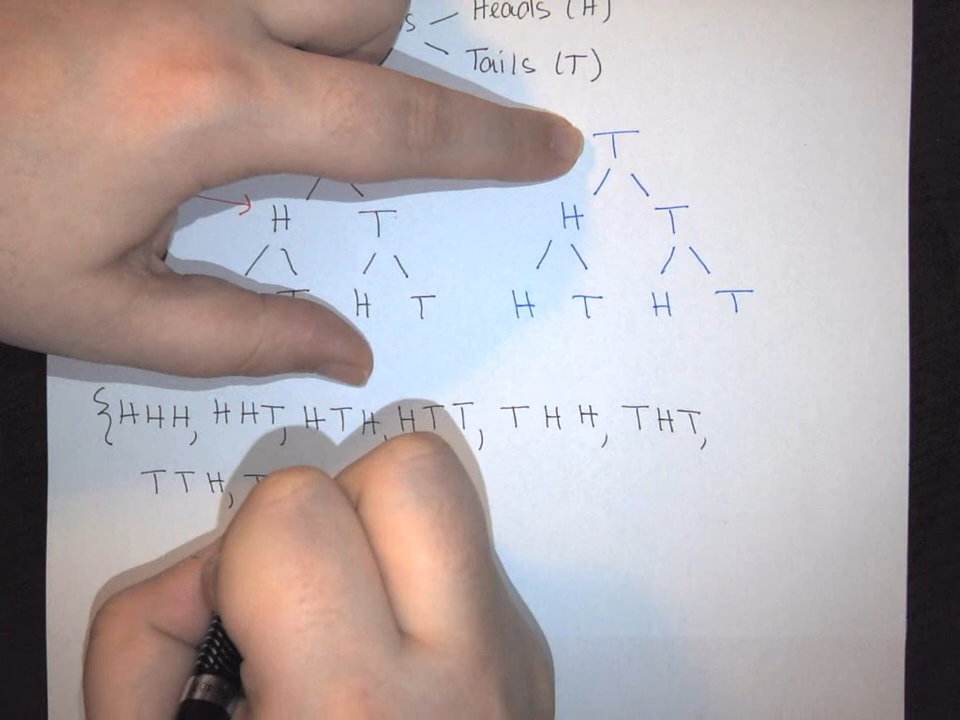 s Heads (H)
Tails (T)
T
H T H T
T H T H T H T
{HHH, HHT, HTH, HTT, THH, THT,
TTH, T